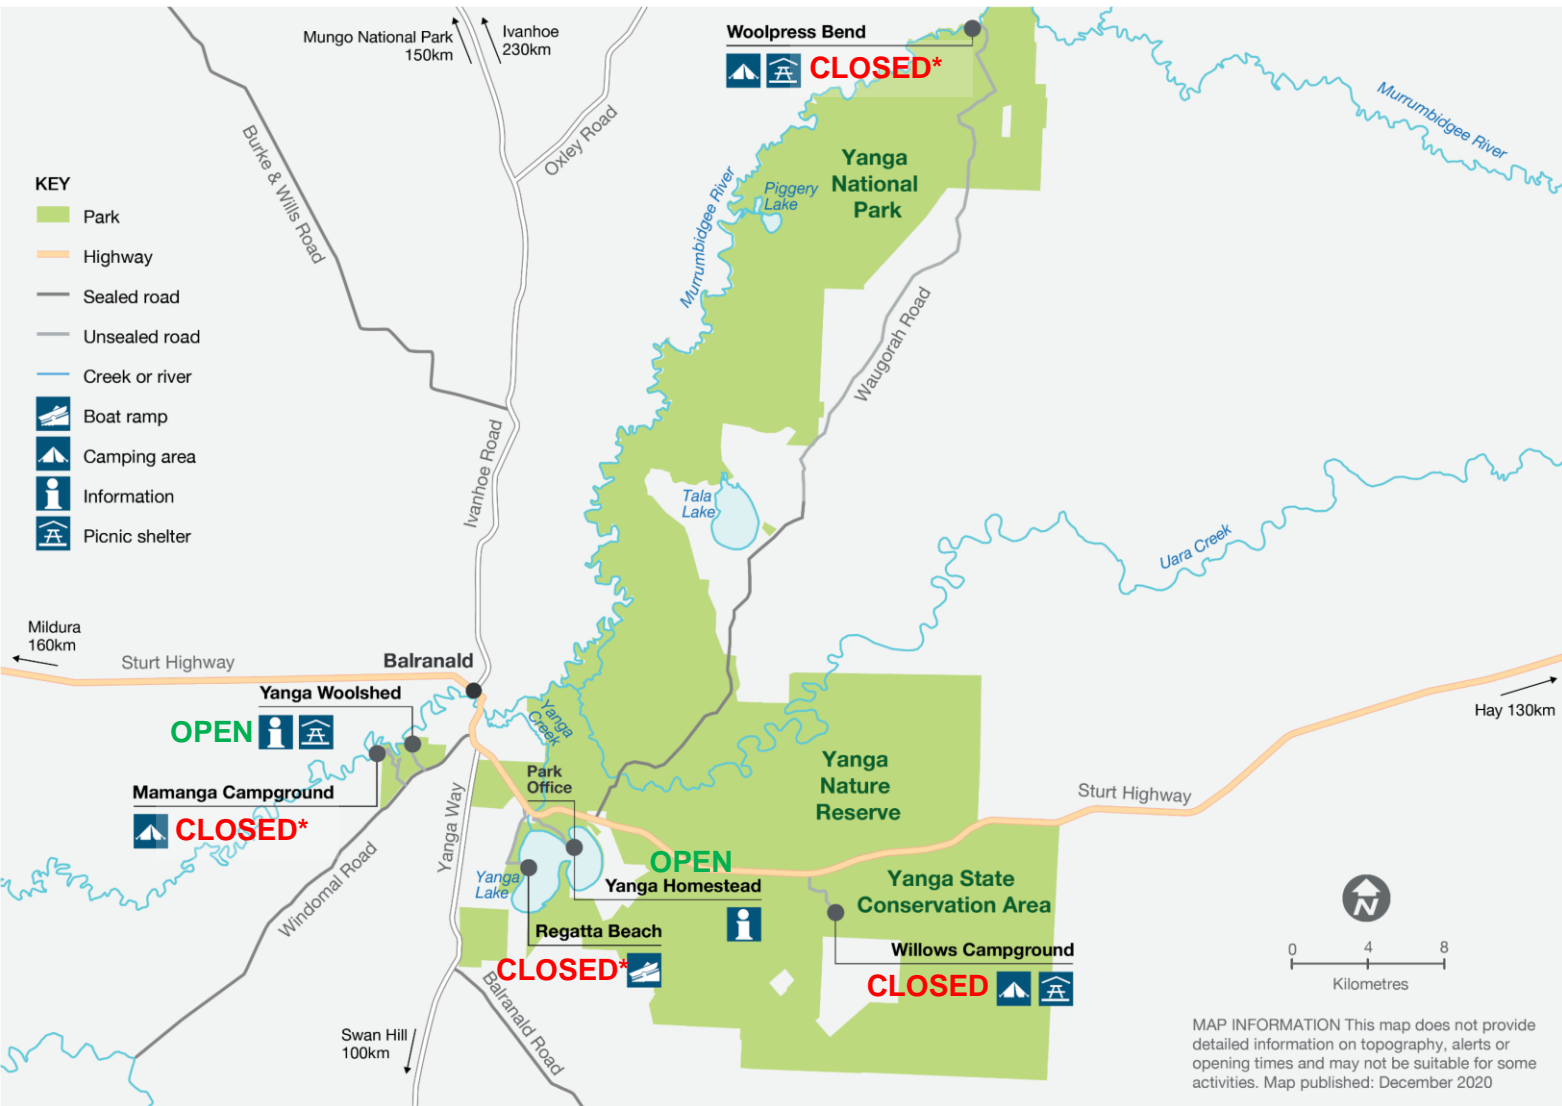 Mungo National Park
150km
Ivanhoe
230km
Woolpress Bend
CLOSED*
Burke & Wills Road
Oxley Road
Murrumbidgee River
Murrumbidgee River
Yanga
National
Park
Piggery
Lake
KEY
Park
Highway
Sealed road
Unsealed road
Creek or river
Boat ramp
Camping area
Information
Picnic shelter
Waugorah Road
Ivanhoe Road
Tala
Lake
Uara Creek
Mildura
160km
Sturt Highway
Balranald
Yanga Woolshed
OPEN
Yanga
Creek
Hay 130km
Mamanga Campground
CLOSED*
Park
Office
Yanga
Nature
Reserve
Sturt Highway
Yanga Way
Windomal Road
Yanga
Lake
OPEN
Yanga Homestead
Yanga State
Conservation Area
Regatta Beach
CLOSED*
Willows Campground
CLOSED
N
0 4 8
Kilometres
Balranald Road
Swan Hill
100km
MAP INFORMATION This map does not provide
detailed information on topography, alerts or
opening times and may not be suitable for some
activities. Map published: December 2020